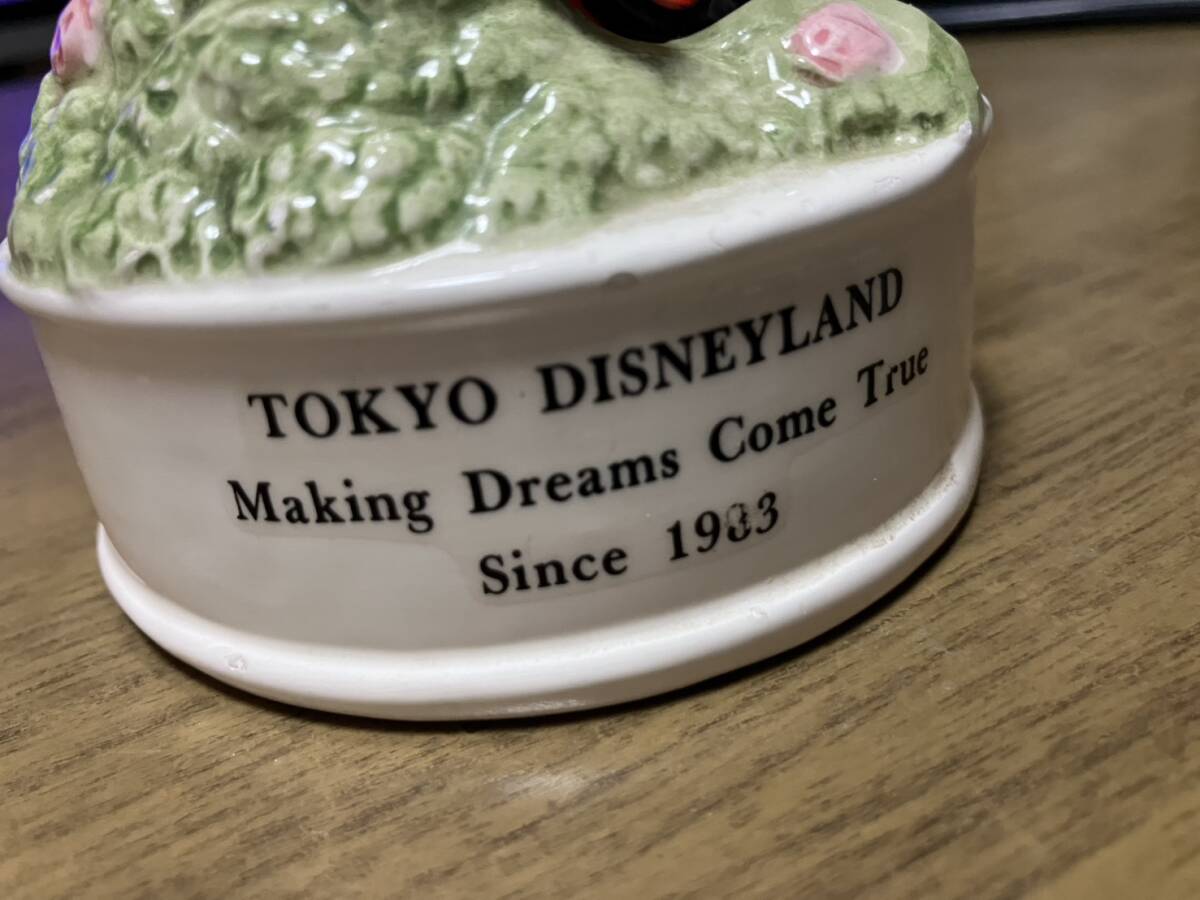 TOKYO DISNEYLAND
Making Dreams Come True
Since 1983